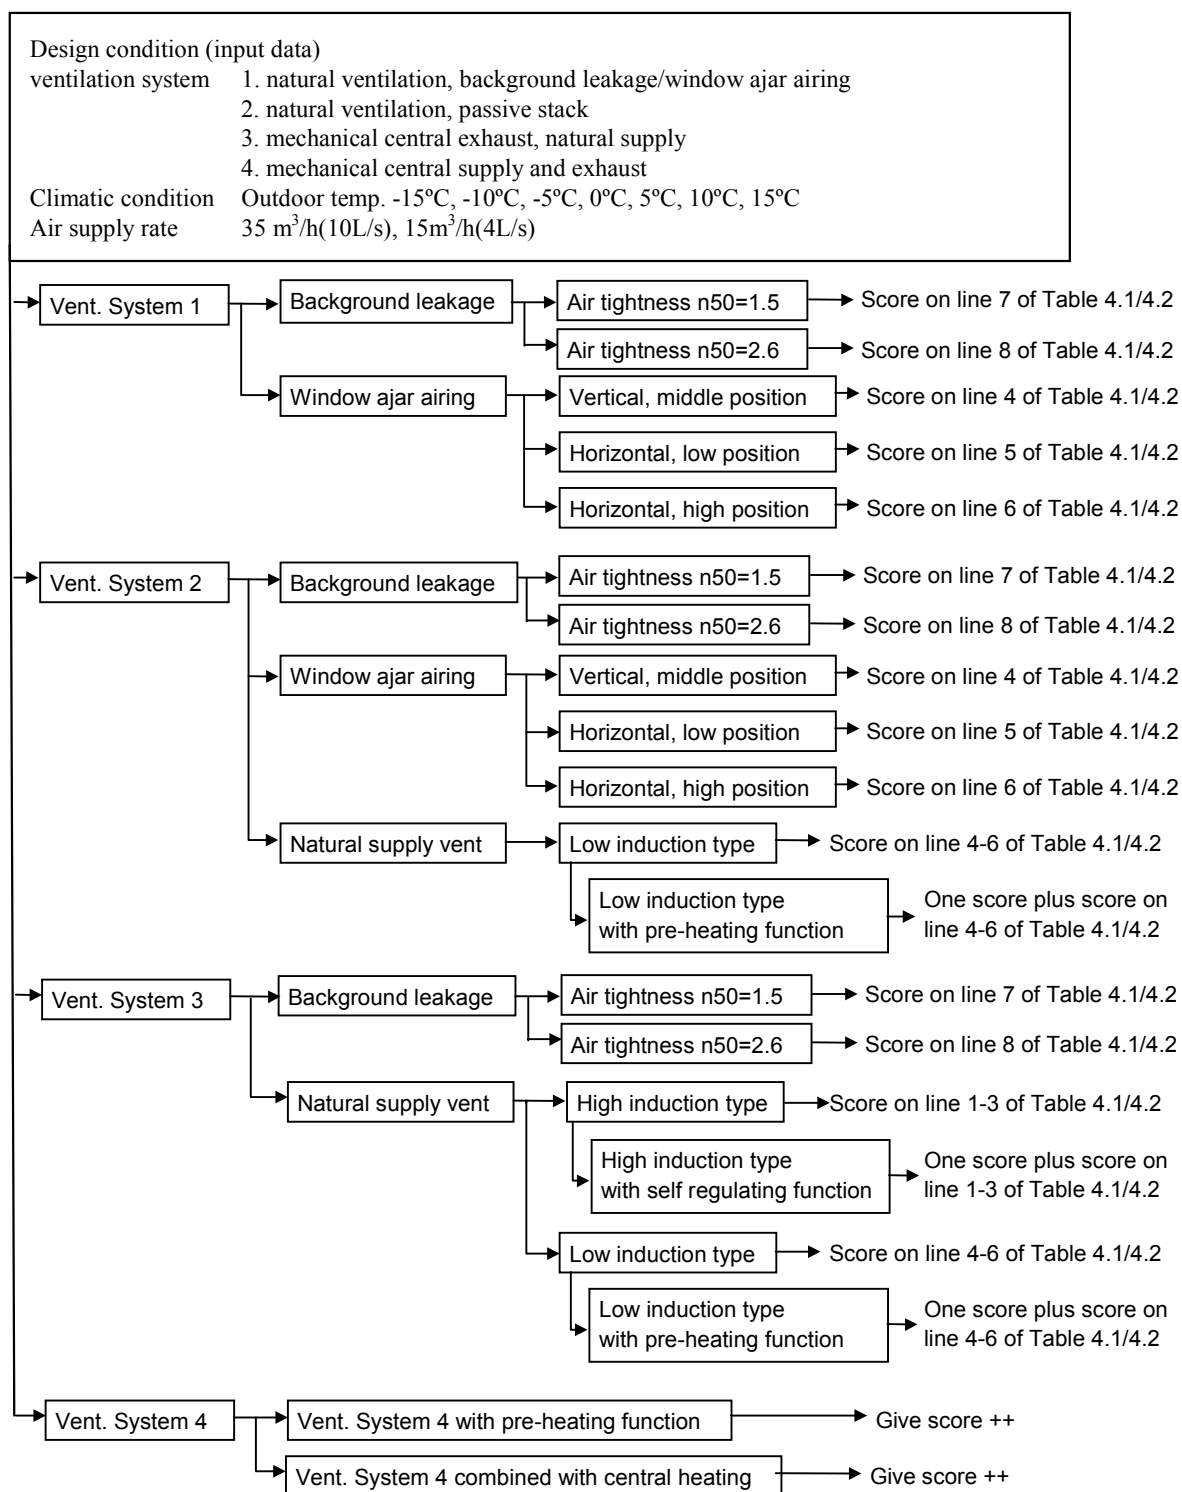 Design condition (input data)
ventilation system 1. natural ventilation, background leakage/window ajar airing
2. natural ventilation, passive stack
3. mechanical central exhaust, natural supply
4. mechanical central supply and exhaust
Climatic condition Outdoor temp. -15ºC, -10ºC, -5ºC, 0ºC, 5ºC, 10ºC, 15ºC
Air supply rate 35 m³/h(10L/s), 15m³/h(4L/s)
Vent. System 1
Background leakage
Air tightness n50=1.5
Score on line 7 of Table 4.1/4.2
Air tightness n50=2.6
Score on line 8 of Table 4.1/4.2
Window ajar airing
Vertical, middle position
Score on line 4 of Table 4.1/4.2
Horizontal, low position
Score on line 5 of Table 4.1/4.2
Horizontal, high position
Score on line 6 of Table 4.1/4.2
Vent. System 2
Background leakage
Air tightness n50=1.5
Score on line 7 of Table 4.1/4.2
Air tightness n50=2.6
Score on line 8 of Table 4.1/4.2
Window ajar airing
Vertical, middle position
Score on line 4 of Table 4.1/4.2
Horizontal, low position
Score on line 5 of Table 4.1/4.2
Horizontal, high position
Score on line 6 of Table 4.1/4.2
Natural supply vent
Low induction type
Score on line 4-6 of Table 4.1/4.2
Low induction type
with pre-heating function
One score plus score on
line 4-6 of Table 4.1/4.2
Vent. System 3
Background leakage
Air tightness n50=1.5
Score on line 7 of Table 4.1/4.2
Air tightness n50=2.6
Score on line 8 of Table 4.1/4.2
Natural supply vent
High induction type
Score on line 1-3 of Table 4.1/4.2
High induction type
with self regulating function
One score plus score on
line 1-3 of Table 4.1/4.2
Low induction type
Score on line 4-6 of Table 4.1/4.2
Low induction type
with pre-heating function
One score plus score on
line 4-6 of Table 4.1/4.2
Vent. System 4
Vent. System 4 with pre-heating function
Give score ++
Vent. System 4 combined with central heating
Give score ++